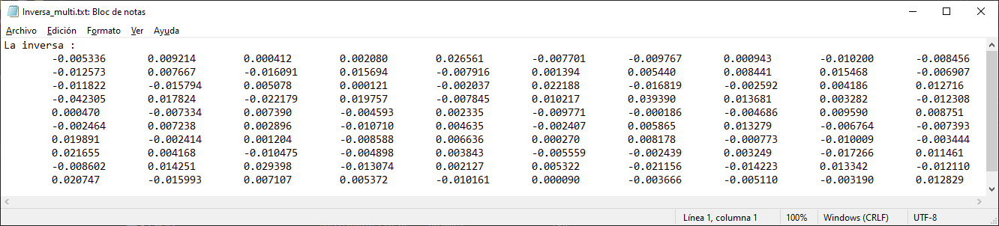 Inversa_multi.txt: Bloc de notas
Archivo Edición Formato Ver Ayuda
La inversa :
-0.005336 0.009214 0.000412 0.002080 0.026561 -0.007701 -0.009767 0.000943 -0.010200 -0.008456
-0.012573 0.007667 -0.016091 0.015694 -0.007916 0.001394 0.005440 0.008441 0.015468 -0.006907
-0.011822 -0.015794 0.005078 0.000121 -0.002037 0.022188 -0.016819 -0.002592 0.004186 0.012716
-0.042305 0.017824 -0.022179 0.019757 -0.007845 0.010217 0.039390 0.013681 0.003282 -0.012308
0.000470 -0.007334 0.007390 -0.004593 0.002335 -0.009771 -0.000186 -0.004686 0.009590 0.008751
-0.002464 0.007238 0.002896 -0.010710 0.004635 -0.002407 0.005865 0.013279 -0.006764 -0.007393
0.019891 -0.002414 0.001204 -0.008588 0.006636 0.000270 0.008178 -0.000773 -0.010009 -0.003444
0.021655 0.004168 -0.010475 -0.004898 0.003843 -0.005559 -0.002439 0.003249 -0.017266 0.011461
-0.008602 0.014251 0.029398 -0.013074 0.002127 0.005322 -0.021156 -0.014223 0.013342 -0.012110
0.020747 -0.015993 0.007107 0.005372 -0.010161 0.000090 -0.003666 -0.005110 -0.003190 0.012829
Línea 1, columna 1 100% Windows (CRLF) UTF-8